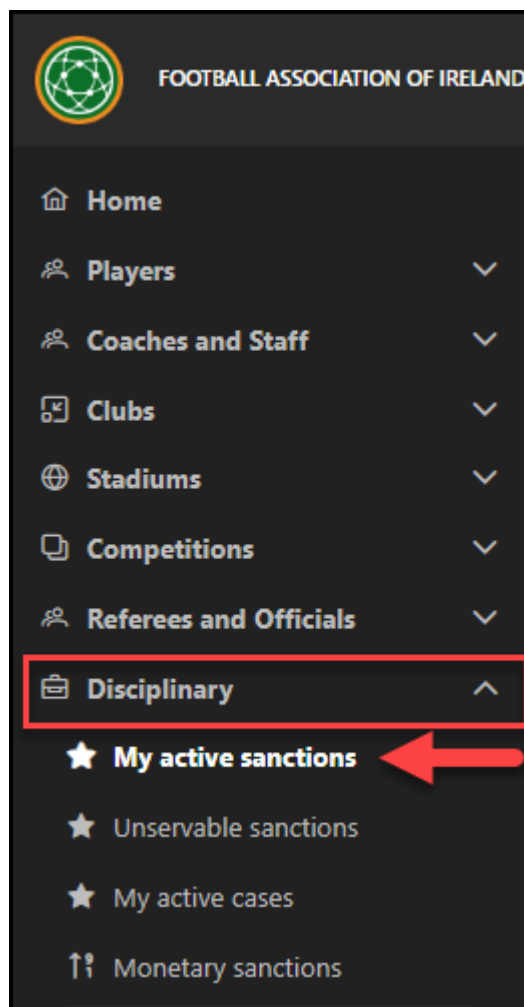 FOOTBALL ASSOCIATION OF IRELAND
Home
Players
Coaches and Staff
Clubs
Stadiums
Competitions
Referees and Officials
Disciplinary
My active sanctions
Unservable sanctions
My active cases
Monetary sanctions